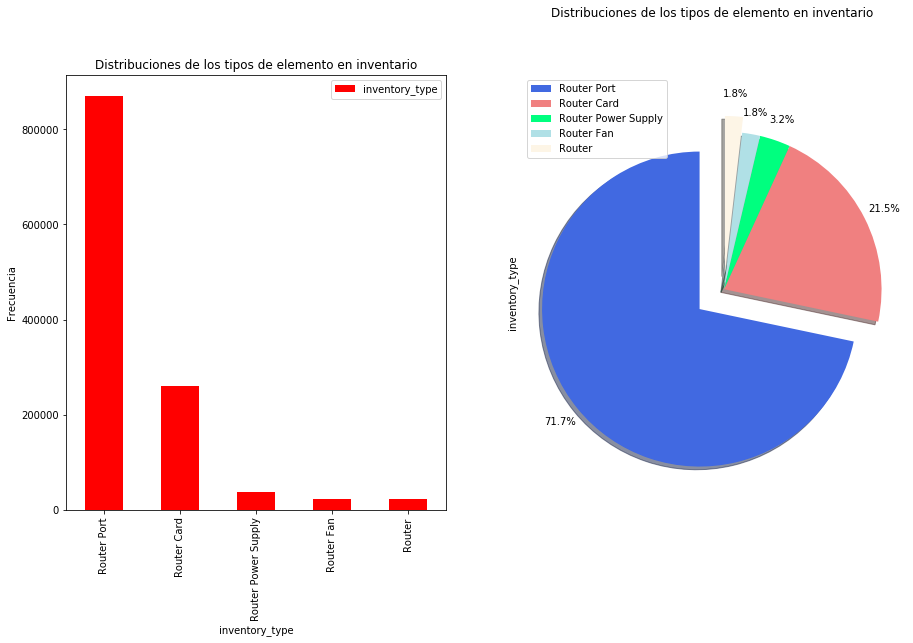 Distribuciones de los tipos de elemento en inventario
inventory_type
800000
600000
400000
200000
0
Frecuencia
Router Port
Router Card
Router Power Supply
Router Fan
Router
inventory_type
Distribuciones de los tipos de elemento en inventario
Router Port
Router Card
Router Power Supply
Router Fan
Router
1.8%
1.8%
3.2%
21.5%
71.7%
inventory_type